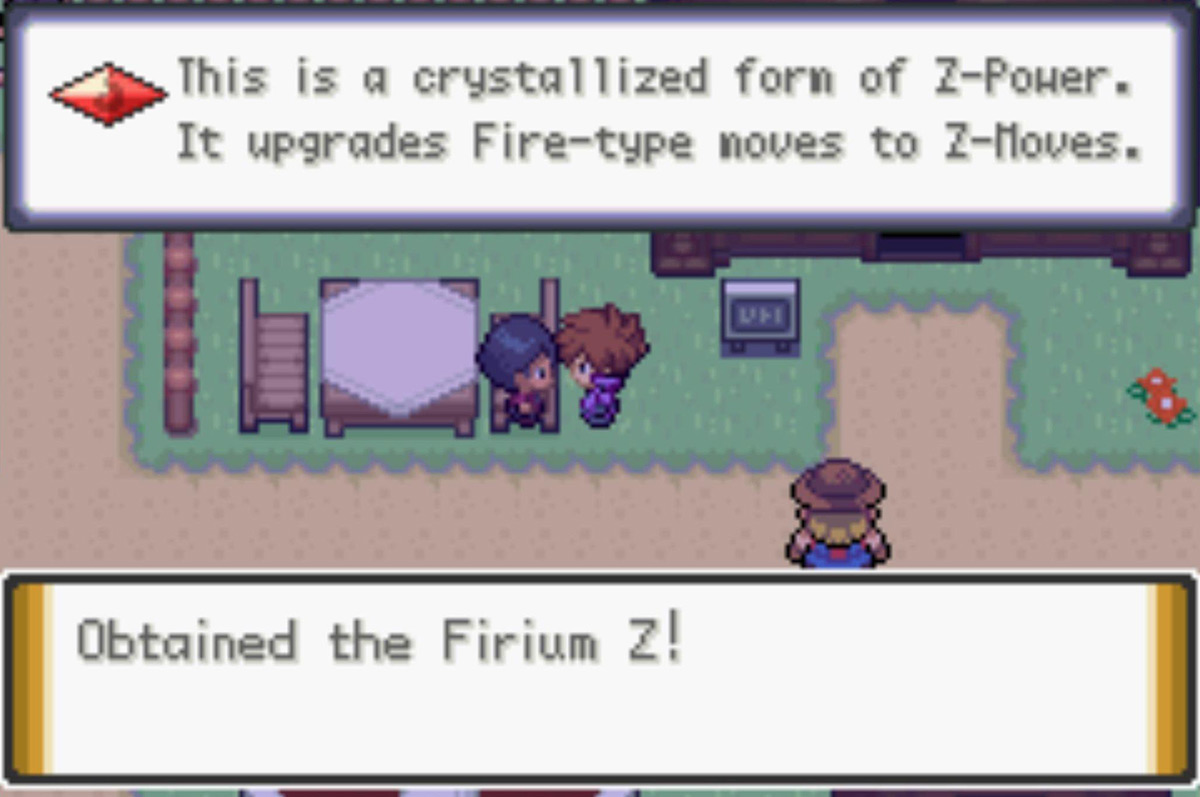 This is a crystallized form of Z-Power.
It upgrades Fire-type moves to Z-Moves.
Obtained the Firium Z!